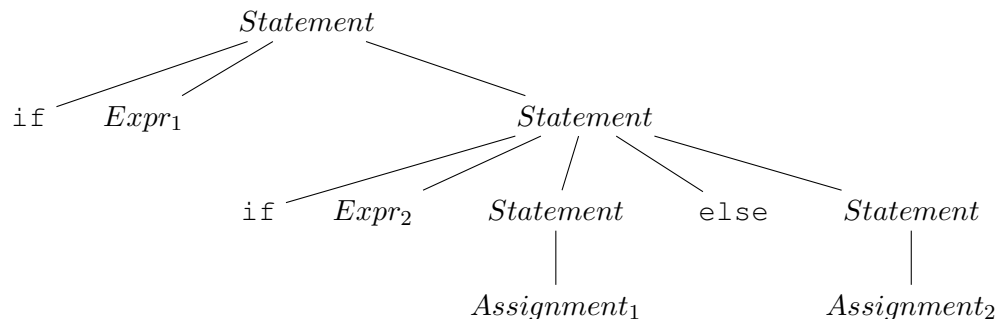 Statement
if Expr₁ Statement
if Expr₂ Statement else Statement
Assignment₁ Assignment₂